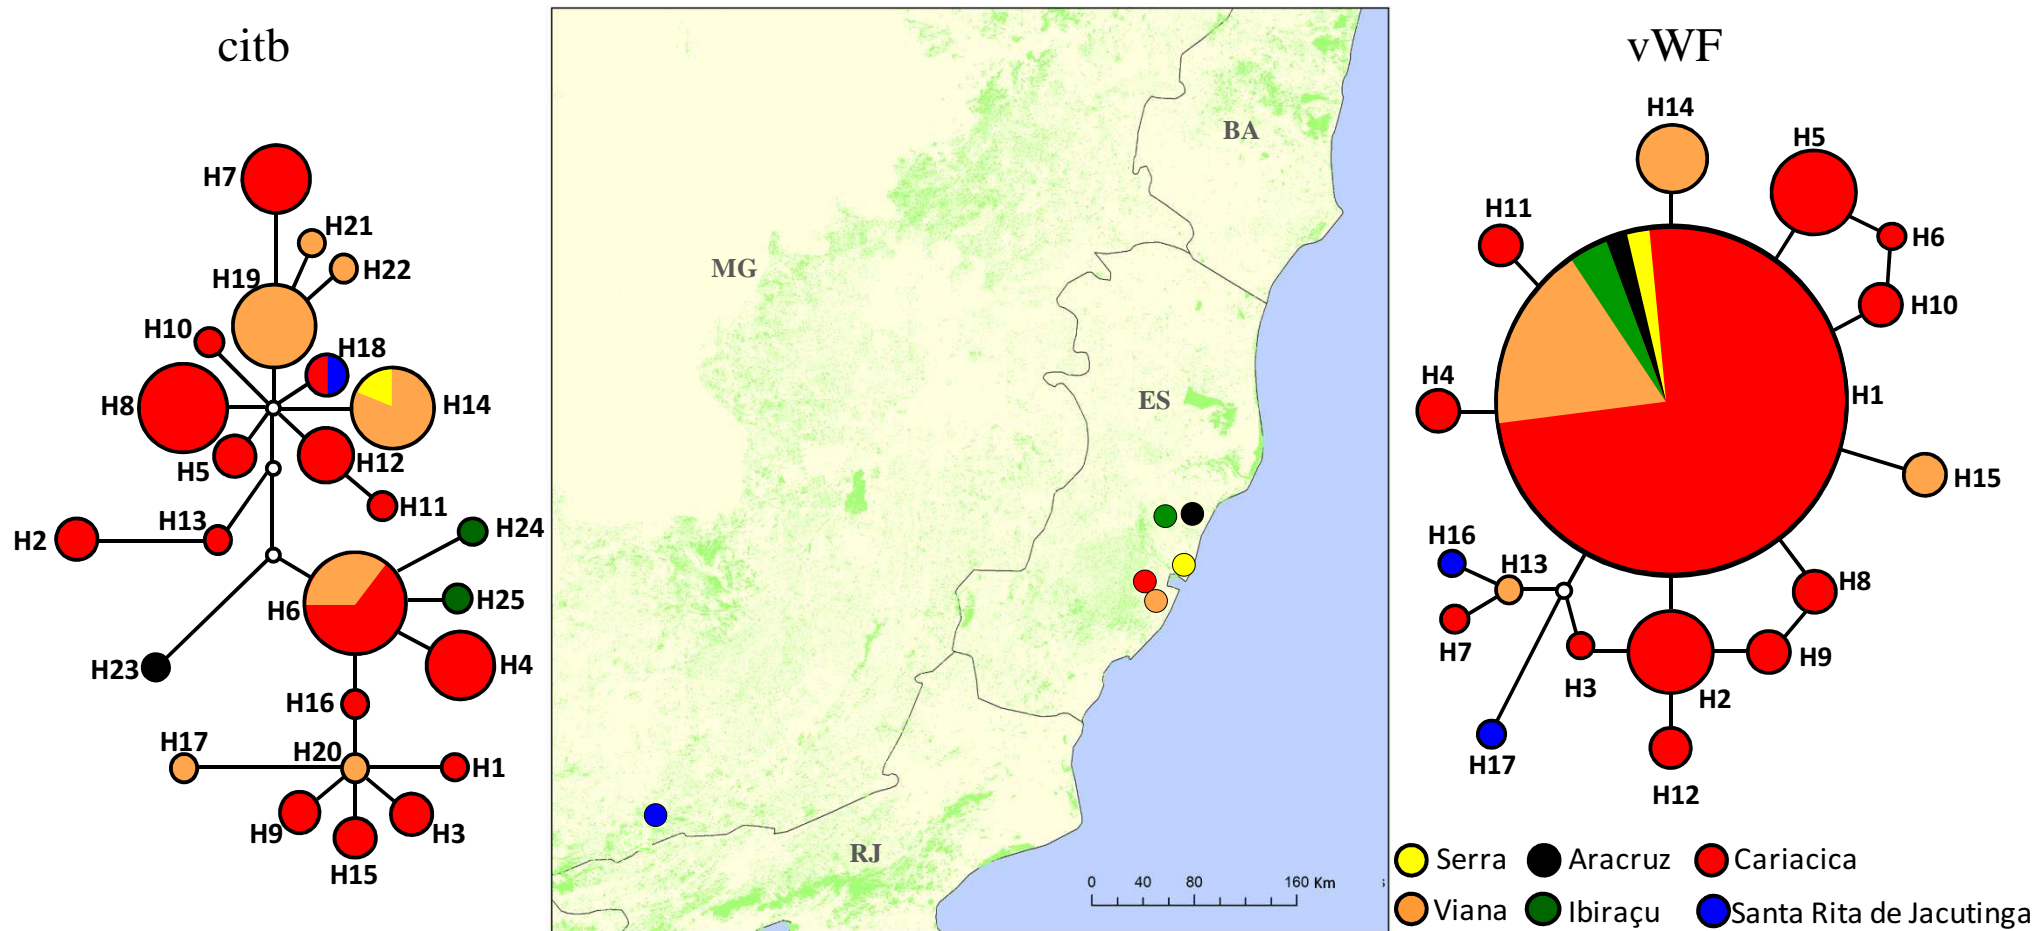 citb
H7
H21
H22
H19
H10
H18
H8
H14
H5
H12
H11
H13
H2
H24
H25
H6
H23
H4
H16
H17
H20
H1
H9
H3
H15
BA
MG
ES
RJ
0 40 80 160 Km
s
vWF
H14
H5
H11
H6
H10
H4
H1
H15
H16
H13
H8
H7
H3
H9
H2
H17
H12
Serra Aracruz Cariacica
Viana Ibiraçu Santa Rita de Jacutinga